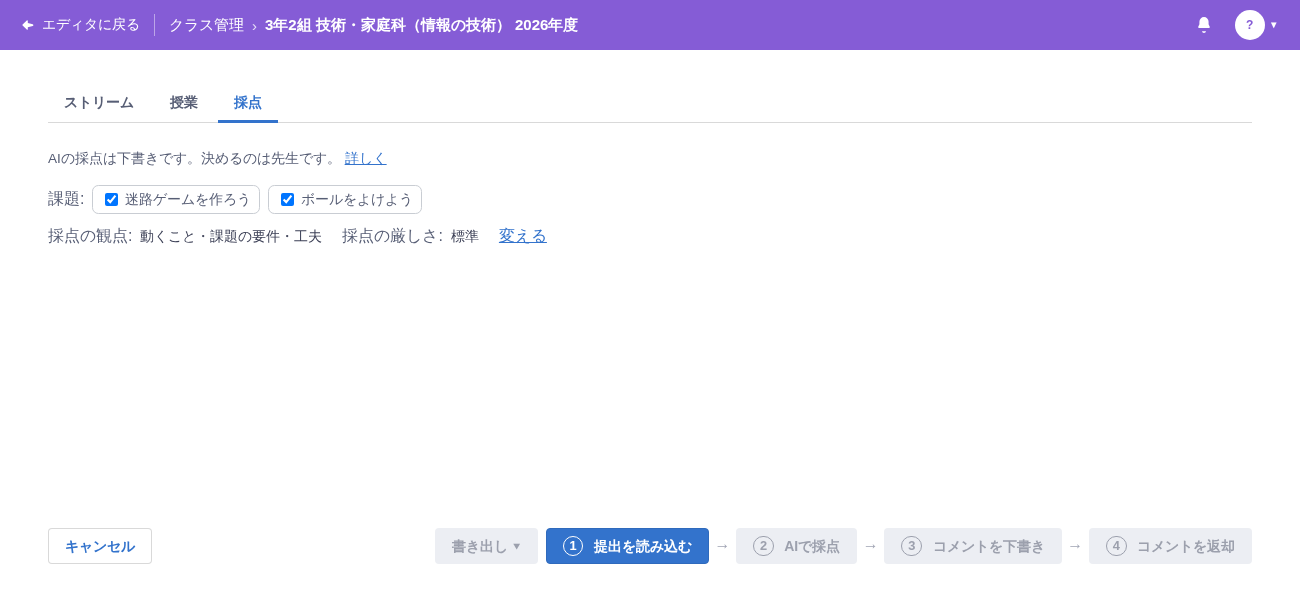 エディタに戻る クラス管理 › 3年2組 技術・家庭科（情報の技術） 2026年度 ? ▾
ストリーム 授業 採点
AIの採点は下書きです。決めるのは先生です。 詳しく
課題: 迷路ゲームを作ろう ボールをよけよう
採点の観点: 動くこと・課題の要件・工夫 採点の厳しさ: 標準 変える
キャンセル 書き出し ▾ 1 提出を読み込む → 2 AIで採点 → 3 コメントを下書き → 4 コメントを返却